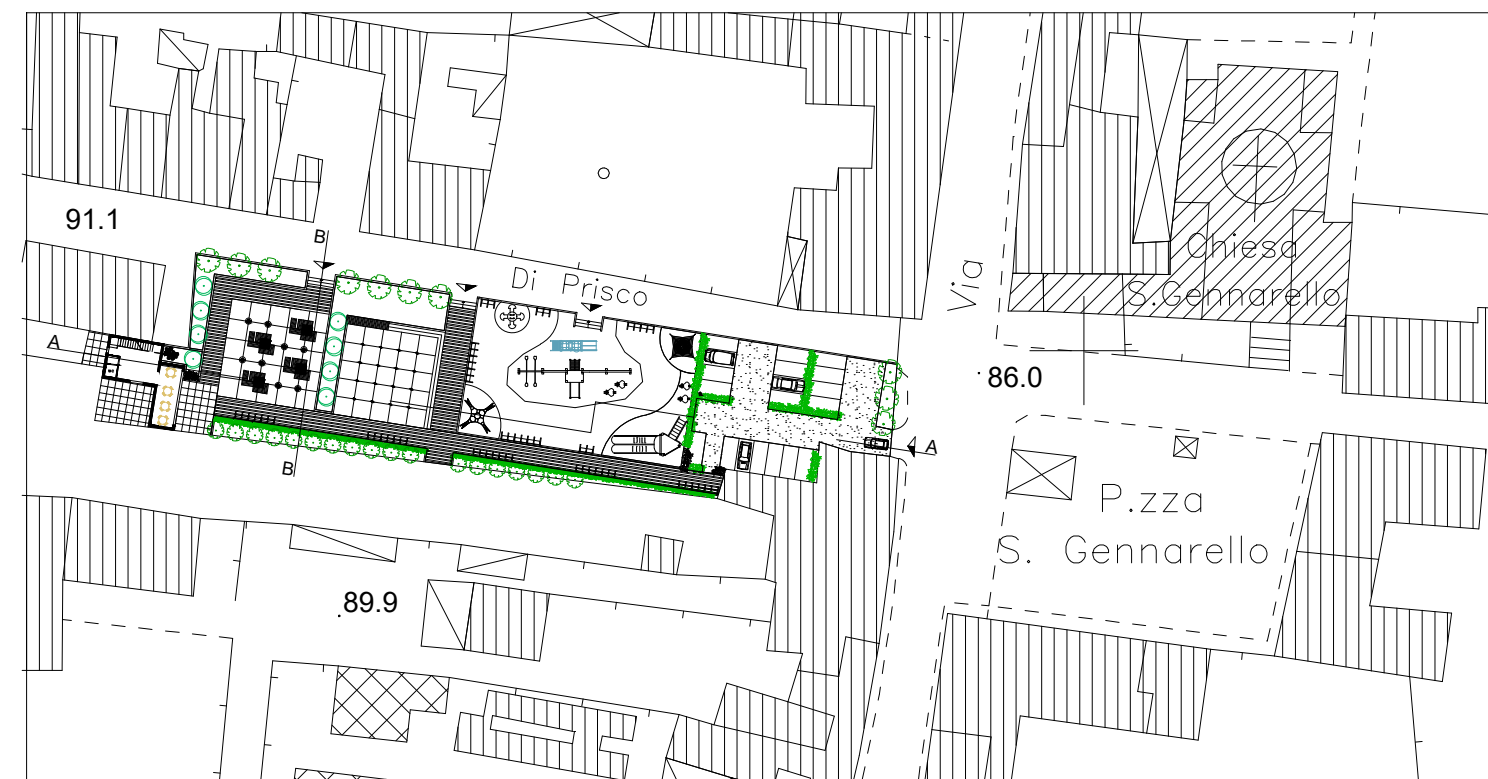 91.1
B
Di Prisco
Via
Chiesa
S.Gennarello
A
86.0
A
B
P.zza
S. Gennarello
.89.9